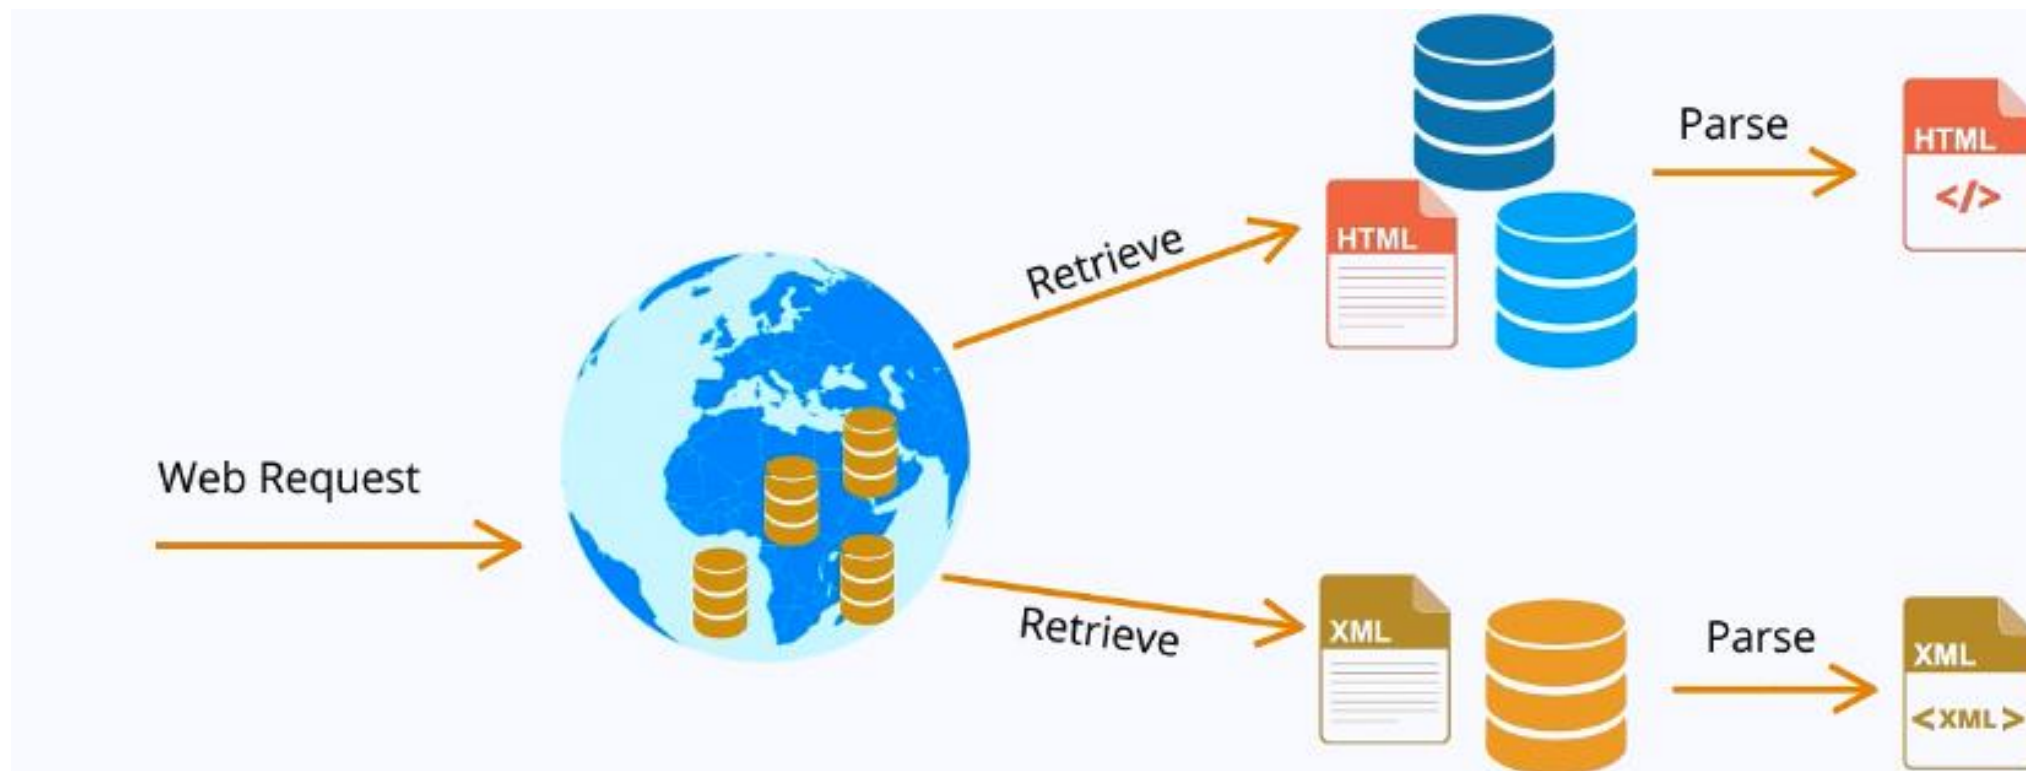 Parse
HTML
</>
HTML
Retrieve
Web Request
Retrieve
XML
Parse
XML
<XML>